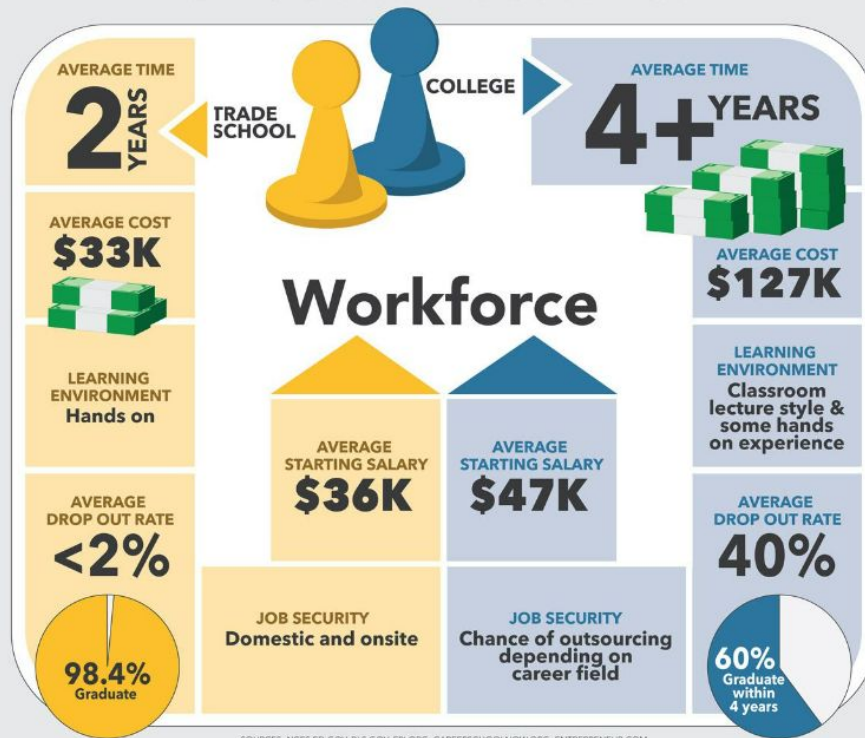 AVERAGE TIME
2 YEARS
TRADE
SCHOOL
COLLEGE
AVERAGE TIME
4+ YEARS
AVERAGE COST
$33K
AVERAGE COST
$127K
Workforce
LEARNING
ENVIRONMENT
Hands on
LEARNING
ENVIRONMENT
Classroom
lecture style &
some hands
on experience
AVERAGE
STARTING SALARY
$36K
AVERAGE
STARTING SALARY
$47K
AVERAGE
DROP OUT RATE
<2%
98.4%
Graduate
AVERAGE
DROP OUT RATE
40%
60%
Graduate
within
4 years
JOB SECURITY
Domestic and onsite
JOB SECURITY
Chance of outsourcing
depending on
career field